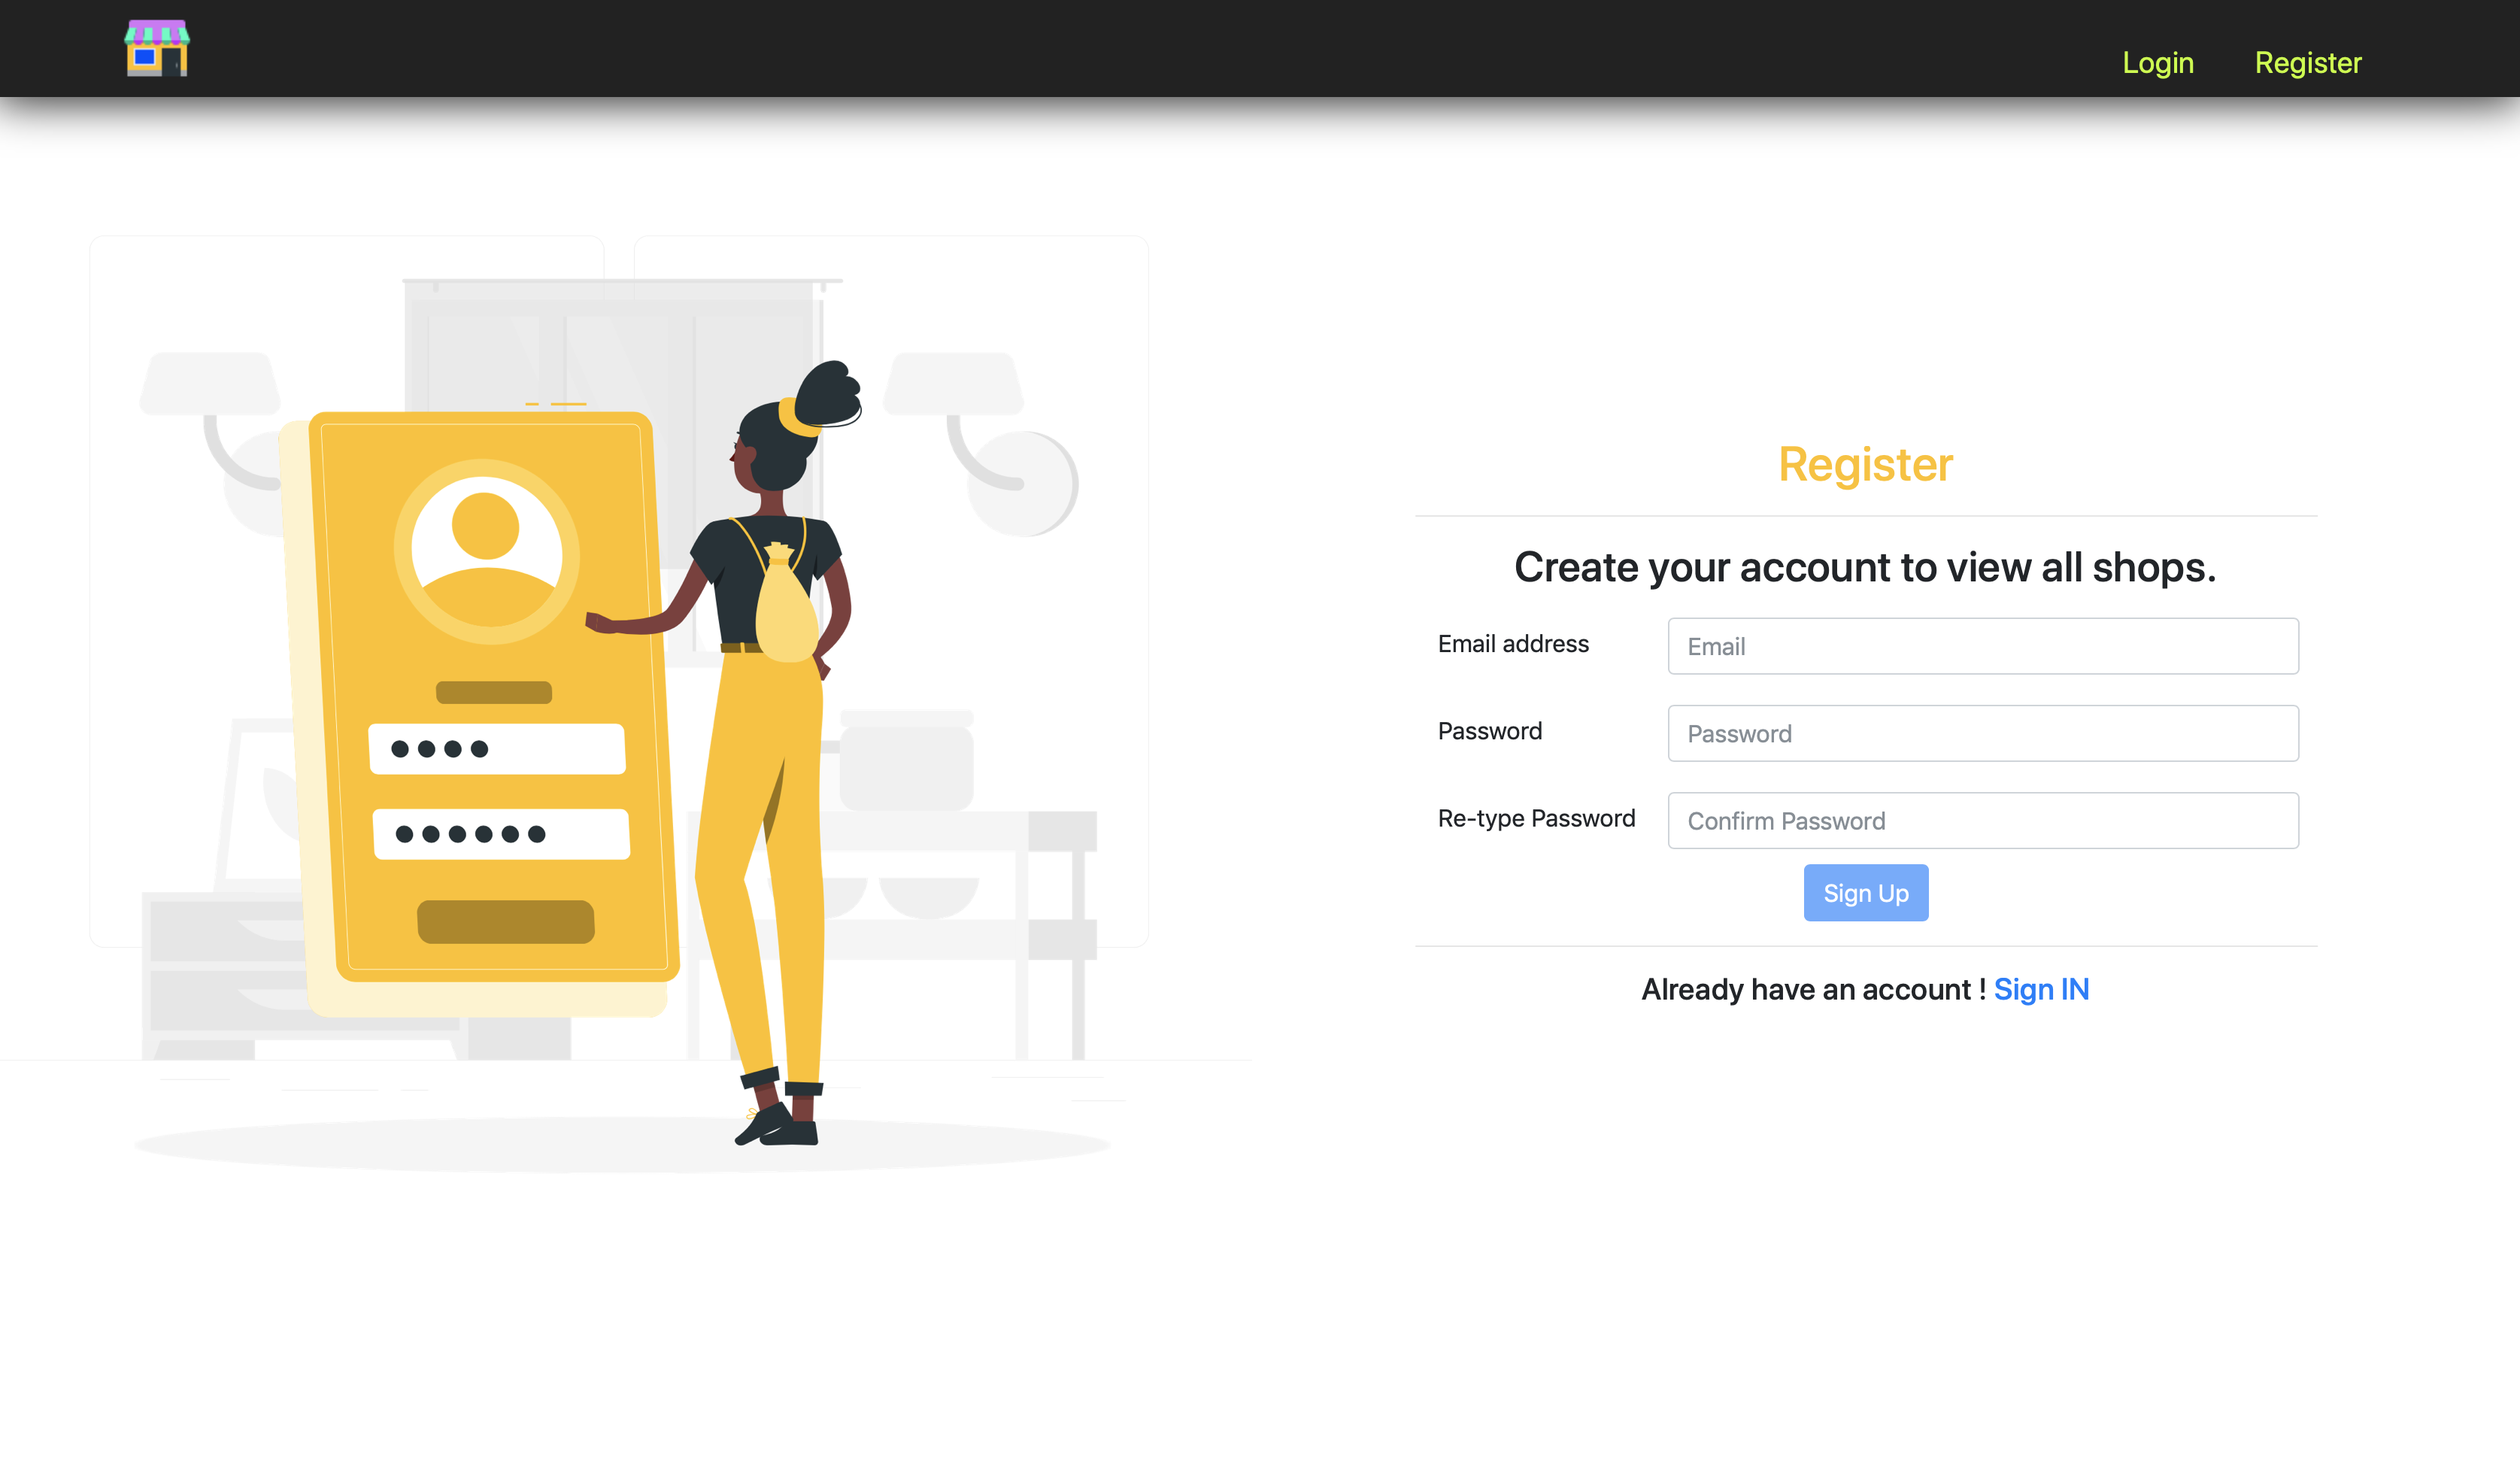 Login Register
Register
Create your account to view all shops.
Email address Email
Password Password
Re-type Password Confirm Password
Sign Up
Already have an account ! Sign IN